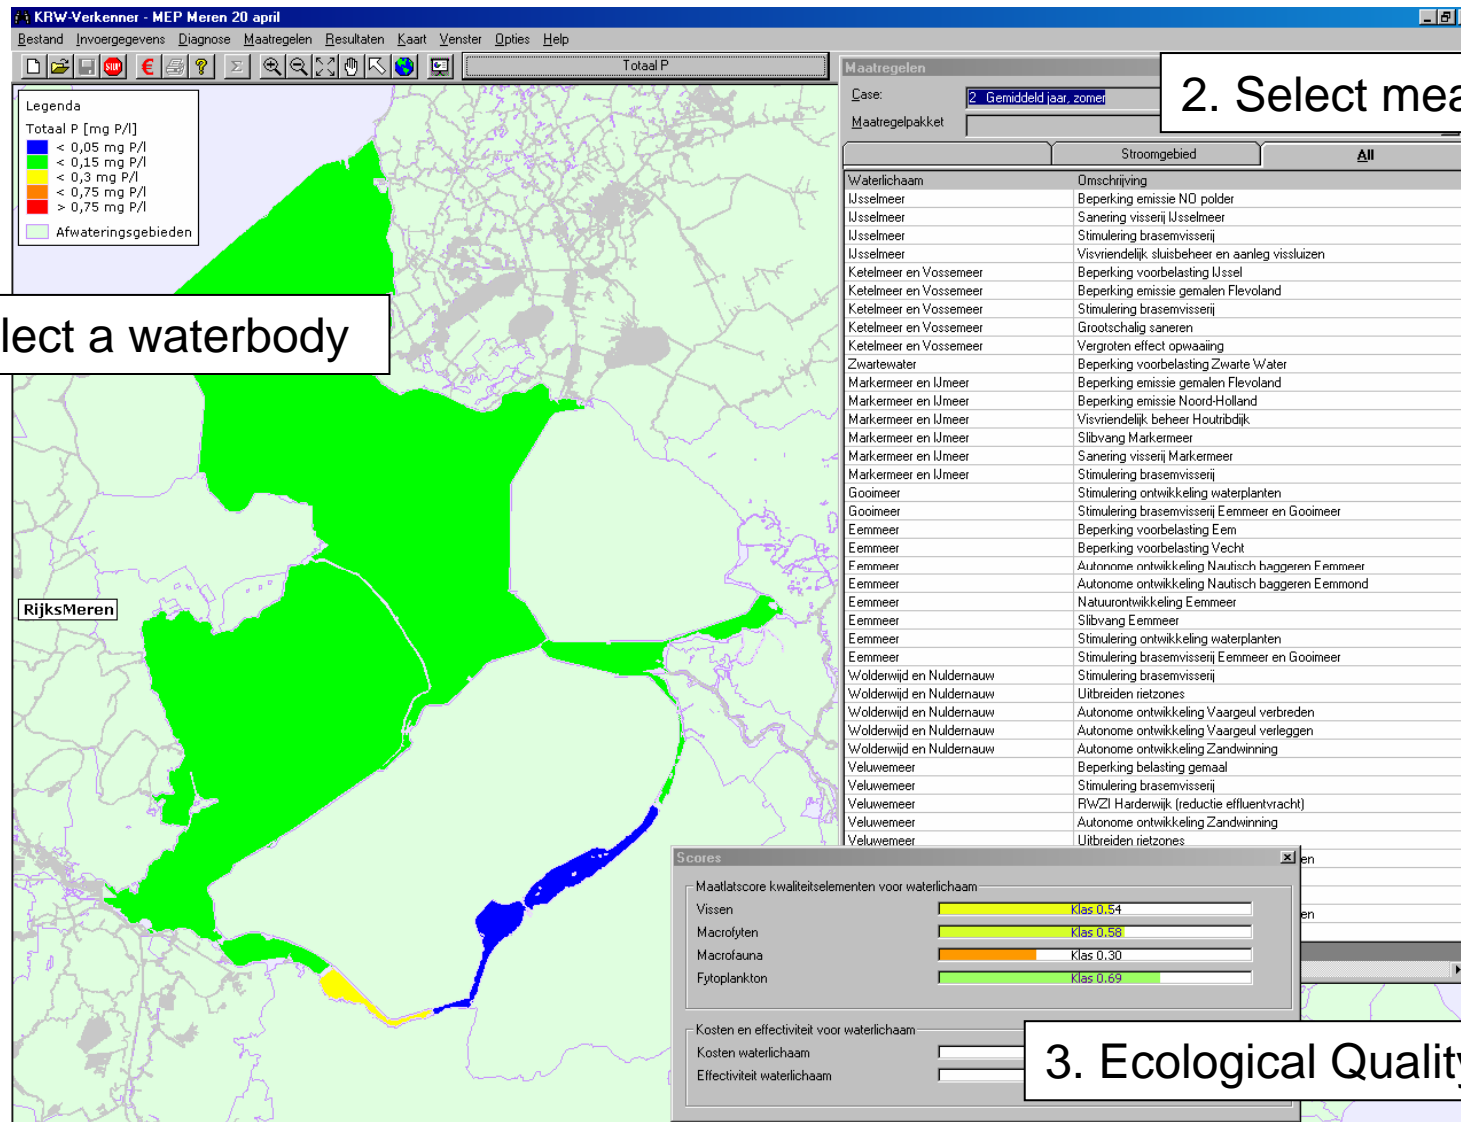 KRW-Verkenner - MEP Meren 20 april
Bestand Invoergegevens Diagnose Maatregelen Resultaten Kaart Venster Opties Help
STOP € ? Σ Totaal P
Legenda
Totaal P [mg P/l]
< 0,05 mg P/l
< 0,15 mg P/l
< 0,3 mg P/l
< 0,75 mg P/l
> 0,75 mg P/l
Afwateringsgebieden
lect a waterbody
RijksMeren
Maatregelen
2. Select mea
Case: 2 Gemiddeld jaar, zomer
Maatregelpakket
Stroomgebied All
Waterlichaam Omschrijving
IJsselmeer Beperking emissie NO polder
IJsselmeer Sanering visserij IJsselmeer
IJsselmeer Stimulering brasemvisserij
IJsselmeer Visvriendelijk sluisbeheer en aanleg vissluizen
Ketelmeer en Vossemeer Beperking voorbelasting IJssel
Ketelmeer en Vossemeer Beperking emissie gemalen Flevoland
Ketelmeer en Vossemeer Stimulering brasemvisserij
Ketelmeer en Vossemeer Grootschalig saneren
Ketelmeer en Vossemeer Vergroten effect opwaaiing
Zwartewater Beperking voorbelasting Zwarte Water
Markermeer en IJmeer Beperking emissie gemalen Flevoland
Markermeer en IJmeer Beperking emissie Noord-Holland
Markermeer en IJmeer Visvriendelijk beheer Houtribdijk
Markermeer en IJmeer Slibvang Markermeer
Markermeer en IJmeer Sanering visserij Markermeer
Markermeer en IJmeer Stimulering brasemvisserij
Gooimeer Stimulering ontwikkeling waterplanten
Gooimeer Stimulering brasemvisserij Eemmeer en Gooimeer
Eemmeer Beperking voorbelasting Eem
Eemmeer Beperking voorbelasting Vecht
Eemmeer Autonome ontwikkeling Nautisch baggeren Eemmeer
Eemmeer Autonome ontwikkeling Nautisch baggeren Eemmond
Eemmeer Natuurontwikkeling Eemmeer
Eemmeer Slibvang Eemmeer
Eemmeer Stimulering ontwikkeling waterplanten
Eemmeer Stimulering brasemvisserij Eemmeer en Gooimeer
Wolderwijd en Nuldernauw Stimulering brasemvisserij
Wolderwijd en Nuldernauw Uitbreiden rietzones
Wolderwijd en Nuldernauw Autonome ontwikkeling Vaargeul verbreden
Wolderwijd en Nuldernauw Autonome ontwikkeling Vaargeul verleggen
Wolderwijd en Nuldernauw Autonome ontwikkeling Zandwinning
Veluwemeer Beperking belasting gemaal
Veluwemeer Stimulering brasemvisserij
Veluwemeer RWZI Harderwijk (reductie effluentvracht)
Veluwemeer Autonome ontwikkeling Zandwinning
Veluwemeer Uitbreiden rietzones
en
en
Scores
Maatlatscore kwaliteitselementen voor waterlichaam
Vissen Klas 0.54
Macrofyten Klas 0.58
Macrofauna Klas 0.30
Fytoplankton Klas 0.69
Kosten en effectiviteit voor waterlichaam
Kosten waterlichaam
Effectiviteit waterlichaam
3. Ecological Quality